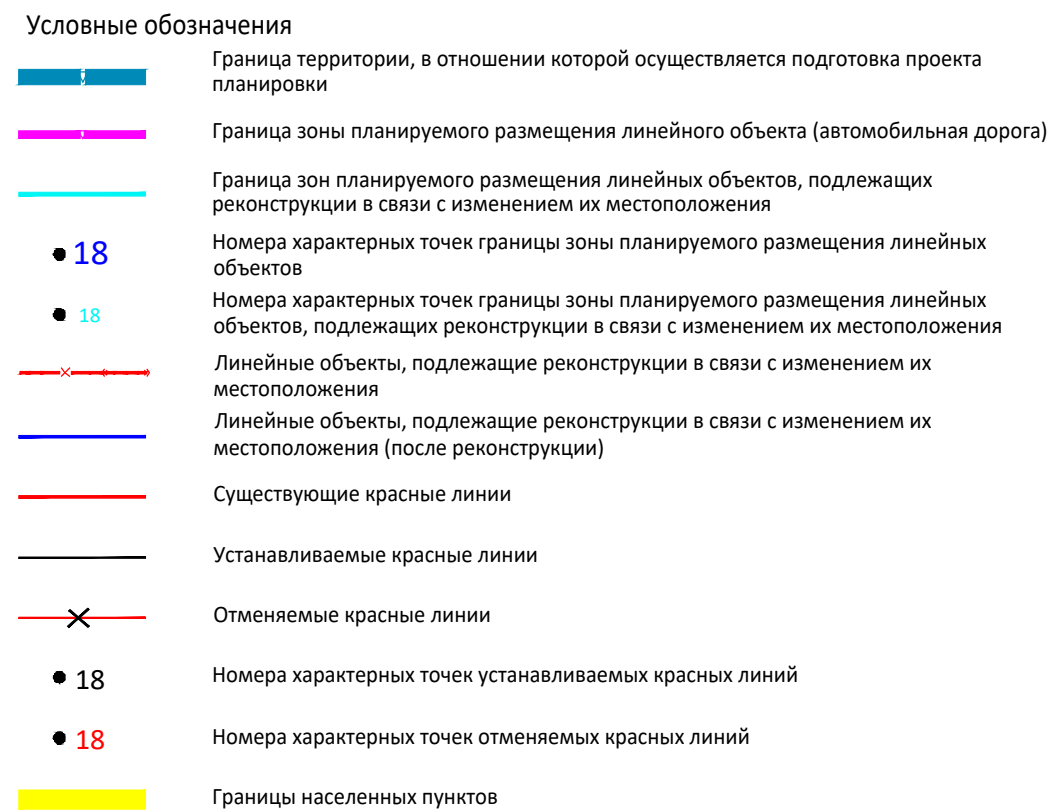 Условные обозначения
Граница территории, в отношении которой осуществляется подготовка проекта
планировки
Граница зоны планируемого размещения линейного объекта (автомобильная дорога)
Граница зон планируемого размещения линейных объектов, подлежащих
реконструкции в связи с изменением их местоположения
18
Номера характерных точек границы зоны планируемого размещения линейных
объектов
18
Номера характерных точек границы зоны планируемого размещения линейных
объектов, подлежащих реконструкции в связи с изменением их местоположения
Линейные объекты, подлежащие реконструкции в связи с изменением их
местоположения
Линейные объекты, подлежащие реконструкции в связи с изменением их
местоположения (после реконструкции)
Существующие красные линии
Устанавливаемые красные линии
Отменяемые красные линии
18 Номера характерных точек устанавливаемых красных линий
18 Номера характерных точек отменяемых красных линий
Границы населенных пунктов